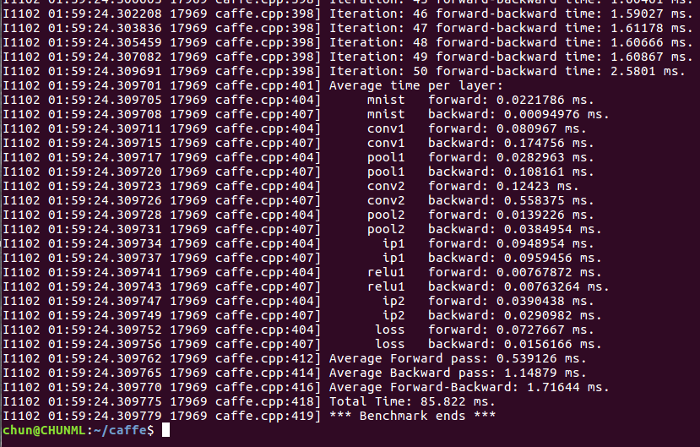 I1102 01:59:24.302208 17969 caffe.cpp:398] Iteration: 46 forward-backward time: 1.59027 ms.
I1102 01:59:24.303836 17969 caffe.cpp:398] Iteration: 47 forward-backward time: 1.61178 ms.
I1102 01:59:24.305459 17969 caffe.cpp:398] Iteration: 48 forward-backward time: 1.60666 ms.
I1102 01:59:24.307082 17969 caffe.cpp:398] Iteration: 49 forward-backward time: 1.60867 ms.
I1102 01:59:24.309691 17969 caffe.cpp:398] Iteration: 50 forward-backward time: 2.5801 ms.
I1102 01:59:24.309701 17969 caffe.cpp:401] Average time per layer:
I1102 01:59:24.309705 17969 caffe.cpp:404] mnist forward: 0.0221786 ms.
I1102 01:59:24.309708 17969 caffe.cpp:407] mnist backward: 0.00094976 ms.
I1102 01:59:24.309711 17969 caffe.cpp:404] conv1 forward: 0.080967 ms.
I1102 01:59:24.309715 17969 caffe.cpp:407] conv1 backward: 0.174756 ms.
I1102 01:59:24.309717 17969 caffe.cpp:404] pool1 forward: 0.0282963 ms.
I1102 01:59:24.309720 17969 caffe.cpp:407] pool1 backward: 0.108161 ms.
I1102 01:59:24.309723 17969 caffe.cpp:404] conv2 forward: 0.12423 ms.
I1102 01:59:24.309726 17969 caffe.cpp:407] conv2 backward: 0.558375 ms.
I1102 01:59:24.309728 17969 caffe.cpp:404] pool2 forward: 0.0139226 ms.
I1102 01:59:24.309731 17969 caffe.cpp:407] pool2 backward: 0.0384954 ms.
I1102 01:59:24.309734 17969 caffe.cpp:404] ip1 forward: 0.0948954 ms.
I1102 01:59:24.309737 17969 caffe.cpp:407] ip1 backward: 0.0959456 ms.
I1102 01:59:24.309741 17969 caffe.cpp:404] relu1 forward: 0.00767872 ms.
I1102 01:59:24.309743 17969 caffe.cpp:407] relu1 backward: 0.00763264 ms.
I1102 01:59:24.309747 17969 caffe.cpp:404] ip2 forward: 0.0390438 ms.
I1102 01:59:24.309749 17969 caffe.cpp:407] ip2 backward: 0.0290982 ms.
I1102 01:59:24.309752 17969 caffe.cpp:404] loss forward: 0.0727667 ms.
I1102 01:59:24.309756 17969 caffe.cpp:407] loss backward: 0.0156166 ms.
I1102 01:59:24.309762 17969 caffe.cpp:412] Average Forward pass: 0.539126 ms.
I1102 01:59:24.309765 17969 caffe.cpp:414] Average Backward pass: 1.14879 ms.
I1102 01:59:24.309770 17969 caffe.cpp:416] Average Forward-Backward: 1.71644 ms.
I1102 01:59:24.309775 17969 caffe.cpp:418] Total Time: 85.822 ms.
I1102 01:59:24.309779 17969 caffe.cpp:419] *** Benchmark ends ***
chun@CHUNML:~/caffe$